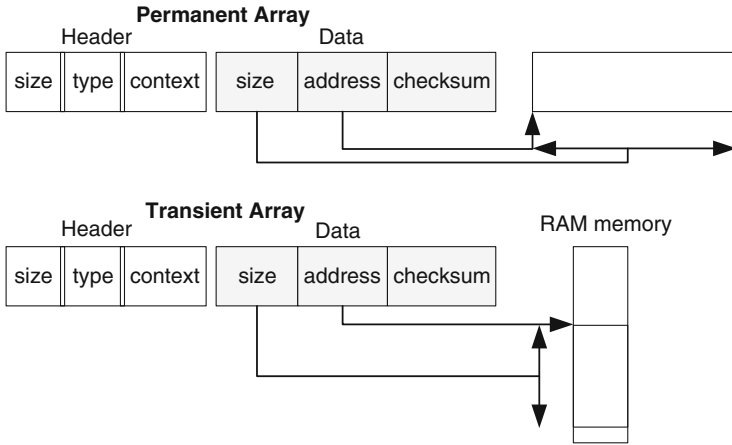 Permanent Array
Header Data
size type context size address checksum
Transient Array
Header Data RAM memory
size type context size address checksum